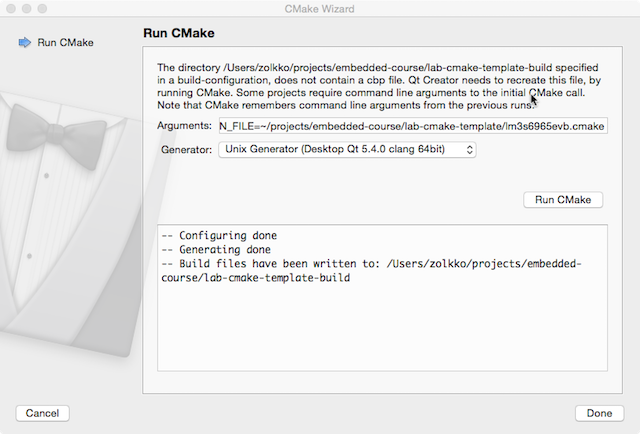 CMake Wizard
Run CMake
Run CMake
The directory /Users/zolkko/projects/embedded-course/lab-cmake-template-build specified
in a build-configuration, does not contain a cbp file. Qt Creator needs to recreate this file, by
running CMake. Some projects require command line arguments to the initial CMake call.
Note that CMake remembers command line arguments from the previous runs.
Arguments: N_FILE=~/projects/embedded-course/lab-cmake-template/lm3s6965evb.cmake
Generator: Unix Generator (Desktop Qt 5.4.0 clang 64bit)
Run CMake
-- Configuring done
-- Generating done
-- Build files have been written to: /Users/zolkko/projects/embedded-
course/lab-cmake-template-build
Cancel
Done